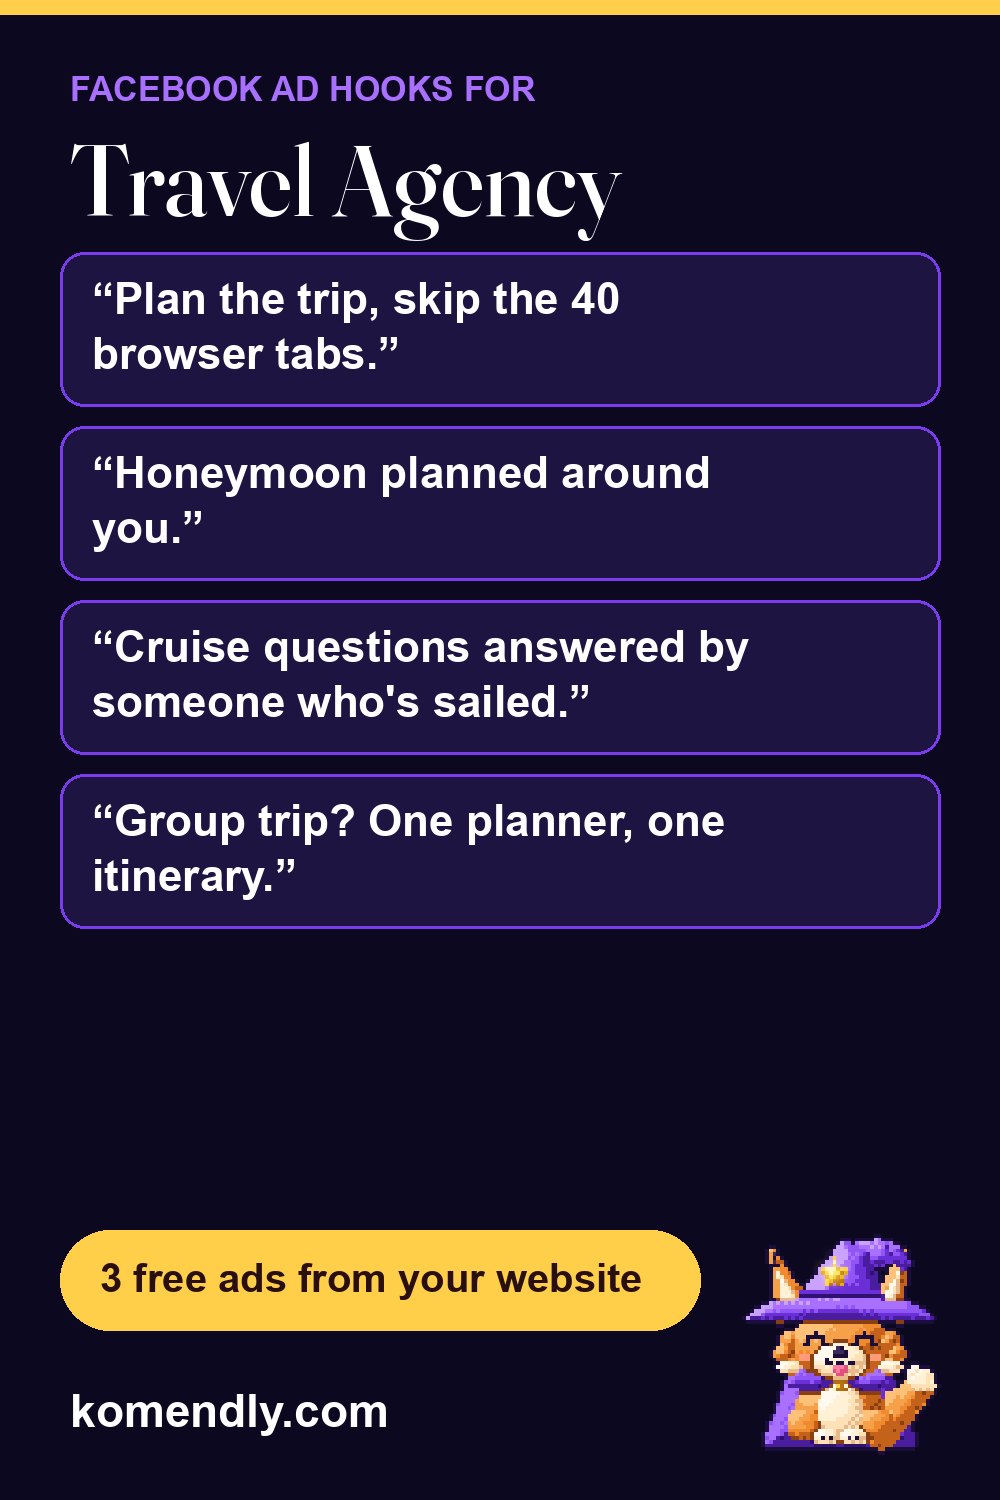 FACEBOOK AD HOOKS FOR
Travel Agency
“Plan the trip, skip the 40
browser tabs.”
“Honeymoon planned around
you.”
“Cruise questions answered by
someone who's sailed.”
“Group trip? One planner, one
itinerary.”
3 free ads from your website
komendly.com